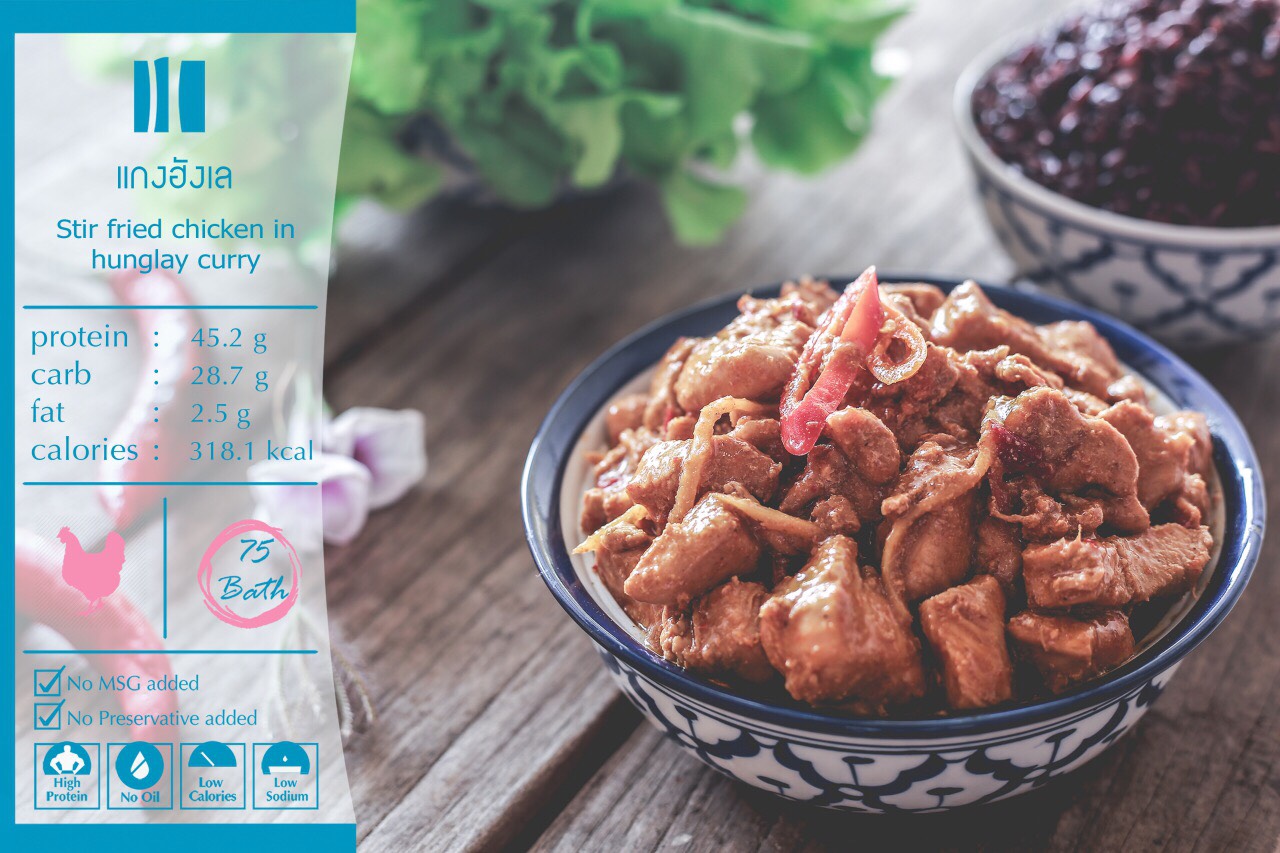 แกงฮังเล
Stir fried chicken in
hunglay curry
protein : 45.2 g
carb : 28.7 g
fat : 2.5 g
calories : 318.1 kcal
75
Bath
No MSG added
No Preservative added
High
Protein
No Oil
Low
Calories
Low
Sodium